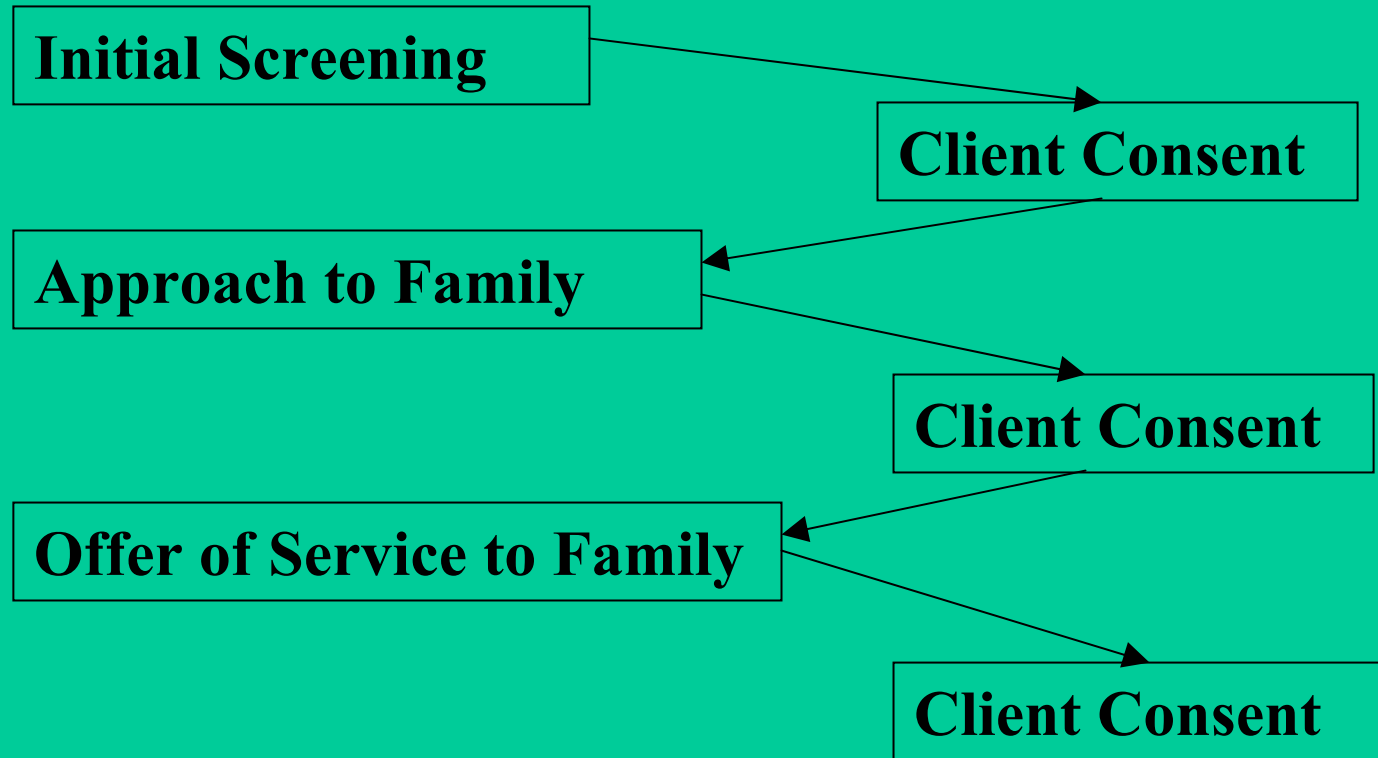 Initial Screening
Client Consent
Approach to Family
Client Consent
Offer of Service to Family
Client Consent